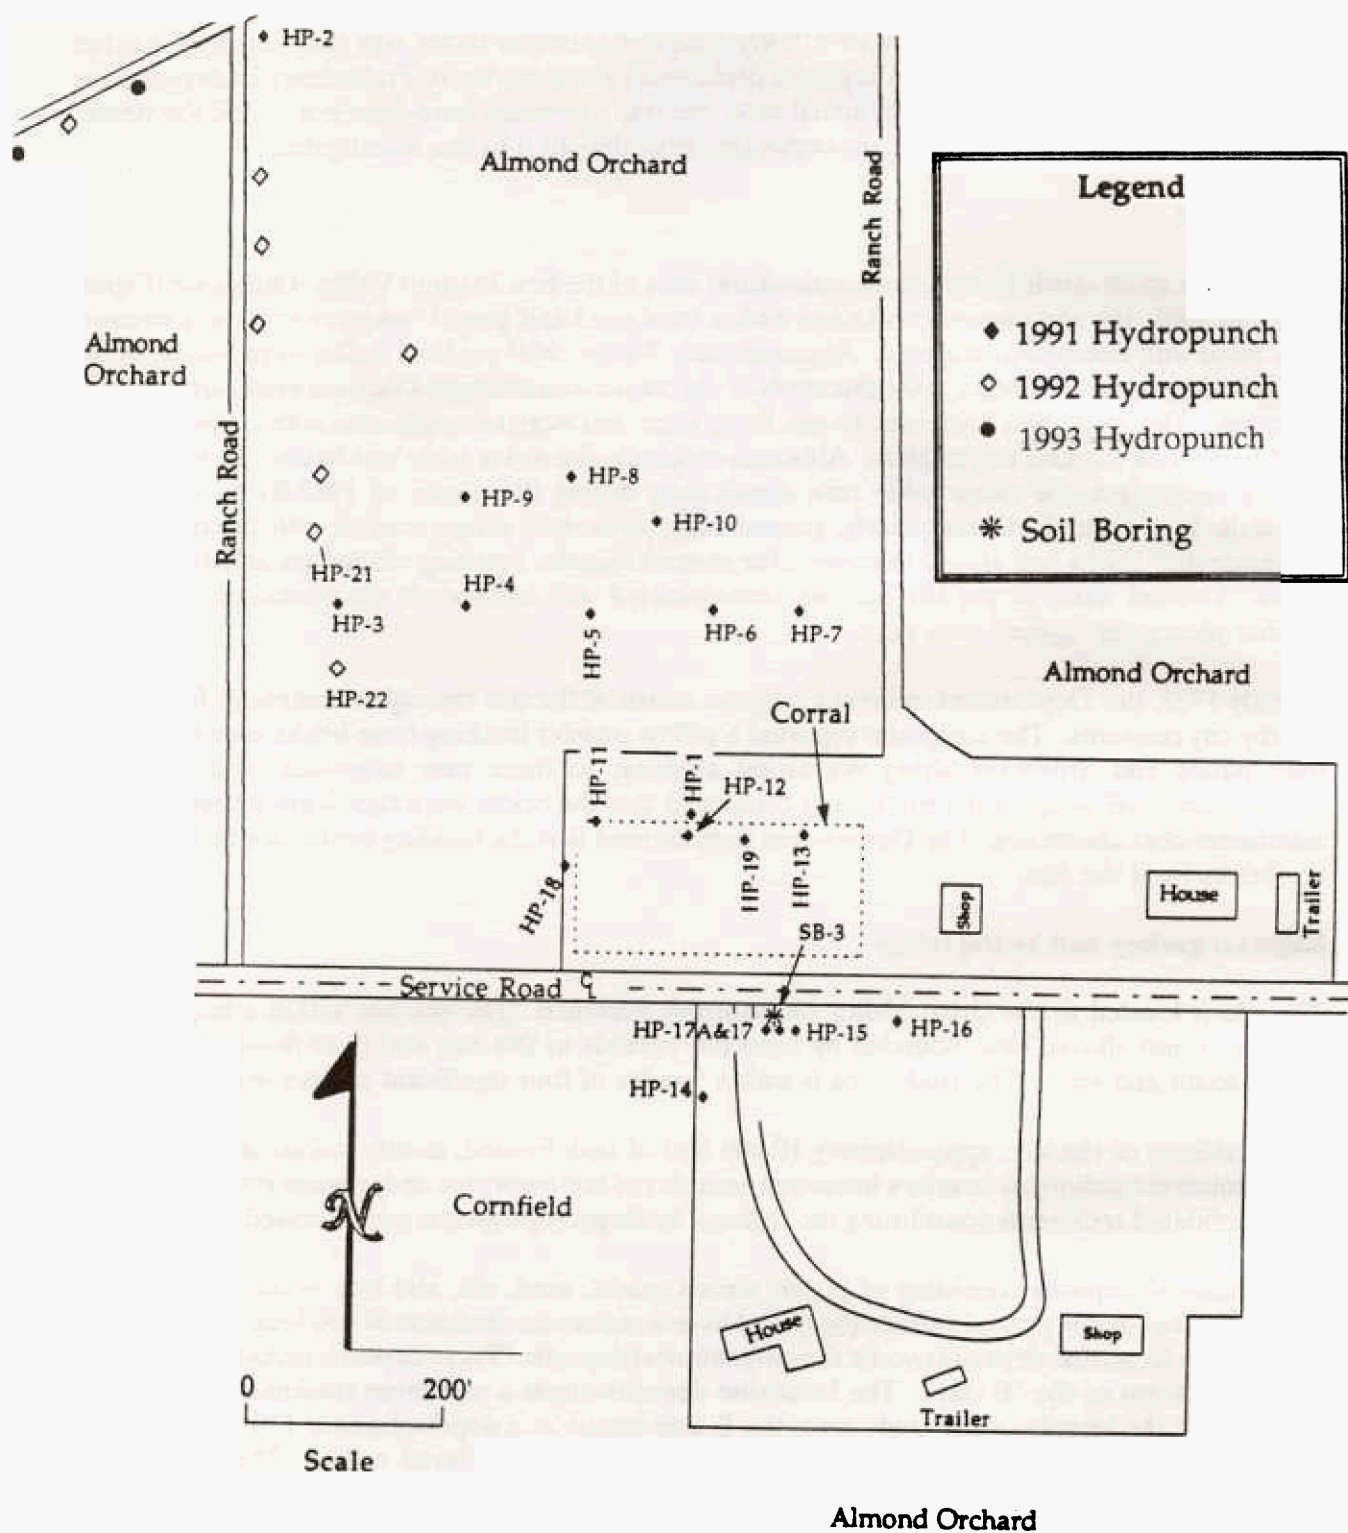 HP-2
Almond Orchard
Ranch Road
Legend
1991 Hydropunch
1992 Hydropunch
1993 Hydropunch
Soil Boring
Almond
Orchard
Ranch Road
HP-8
HP-9
HP-10
HP-21
HP-4
HP-3
HP-5
HP-6
HP-7
HP-22
Almond Orchard
Corral
HP-11
HP-1
HP-12
HP-19
HP-13
HP-18
Shop
House
Trailer
SB-3
Service Road
CL
HP-17A&17
HP-15
HP-16
HP-14
N
Cornfield
House
Shop
Trailer
0 200'
Scale
Almond Orchard